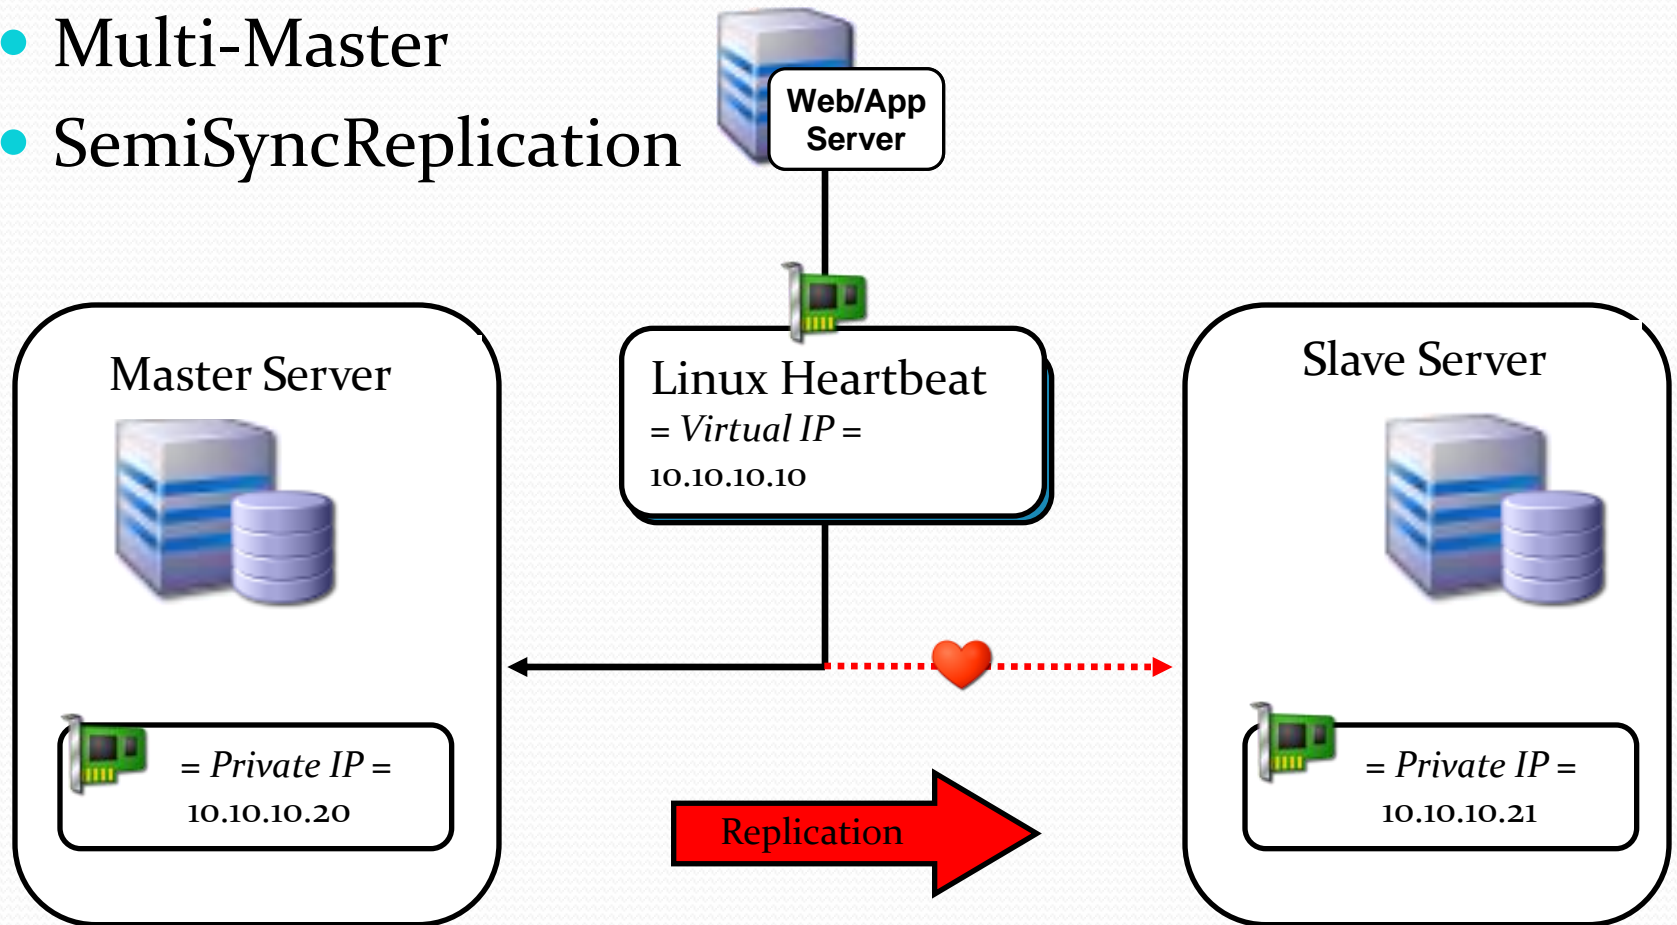 Multi-Master
SemiSyncReplication
Web/App
Server
Master Server
Linux Heartbeat
= Virtual IP =
10.10.10.10
Slave Server
= Private IP =
10.10.10.20
Replication
= Private IP =
10.10.10.21